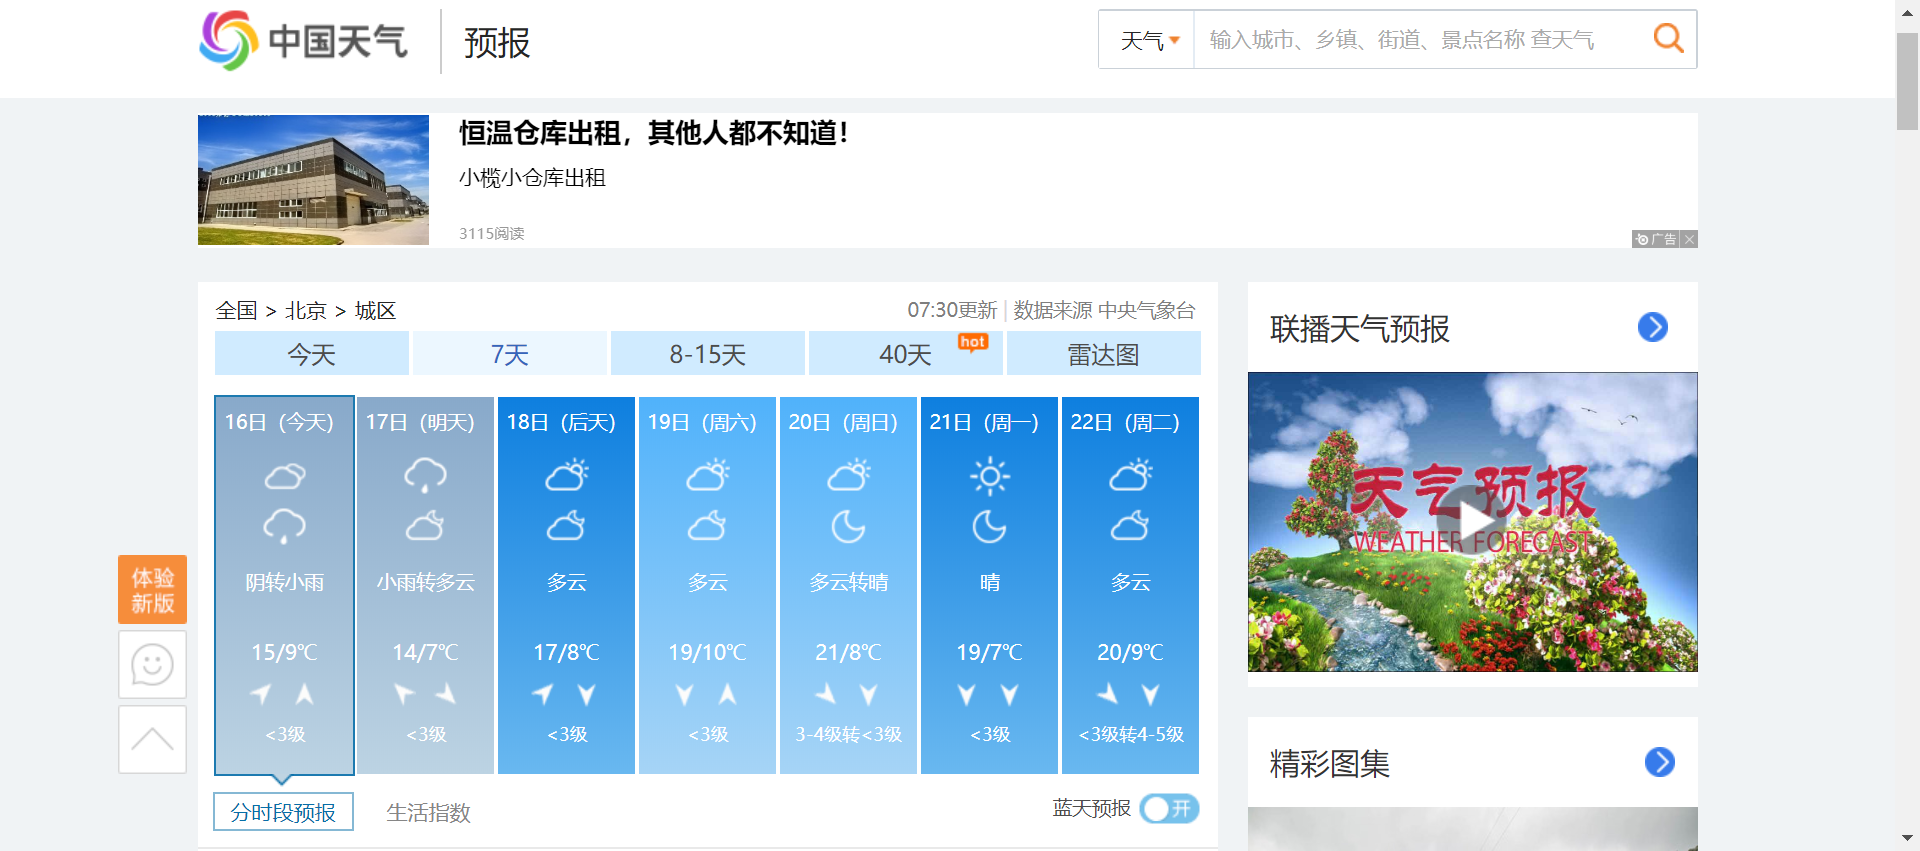 中国天气
预报
天气
输入城市、乡镇、街道、景点名称 查天气
恒温仓库出租，其他人都不知道！
小榄小仓库出租
3115阅读
广告
全国 > 北京 > 城区
07:30更新 | 数据来源 中央气象台
今天
7天
8-15天
40天
hot
雷达图
16日（今天）
阴转小雨
15/9℃
<3级
17日（明天）
小雨转多云
14/7℃
<3级
18日（后天）
多云
17/8℃
<3级
19日（周六）
多云
19/10℃
<3级
20日（周日）
多云转晴
21/8℃
3-4级转<3级
21日（周一）
晴
19/7℃
<3级
22日（周二）
多云
20/9℃
<3级转4-5级
分时段预报
生活指数
蓝天预报
开
体验
新版
联播天气预报
天气预报
WEATHER FORECAST
精彩图集